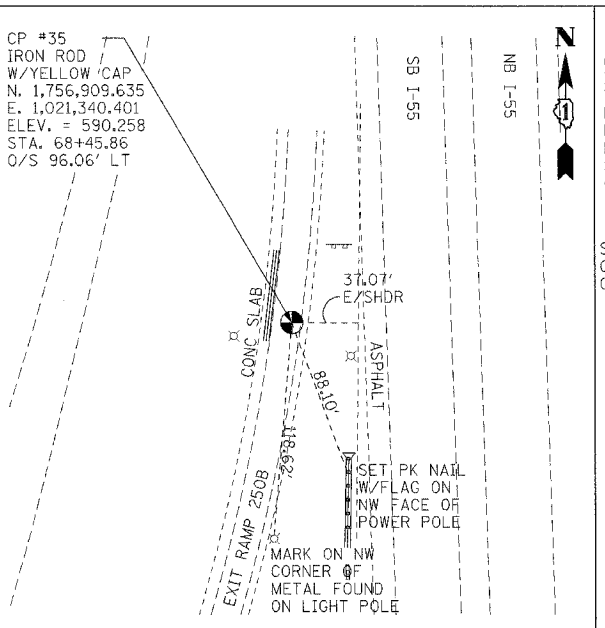 CP #35
IRON ROD
W/YELLOW CAP
N. 1,756,909.635
E. 1,021,340.401
ELEV. = 590.258
STA. 68+45.86
O/S 96.06' LT
N
1
SB I-55
NB I-55
37.07'
E/SHDR
CONC SLAB
ASPHALT
88.10'
118.62'
EXIT RAMP 250B
SET PK NAIL
W/FLAG ON
NW FACE OF
POWER POLE
MARK ON NW
CORNER OF
METAL FOUND
ON LIGHT POLE